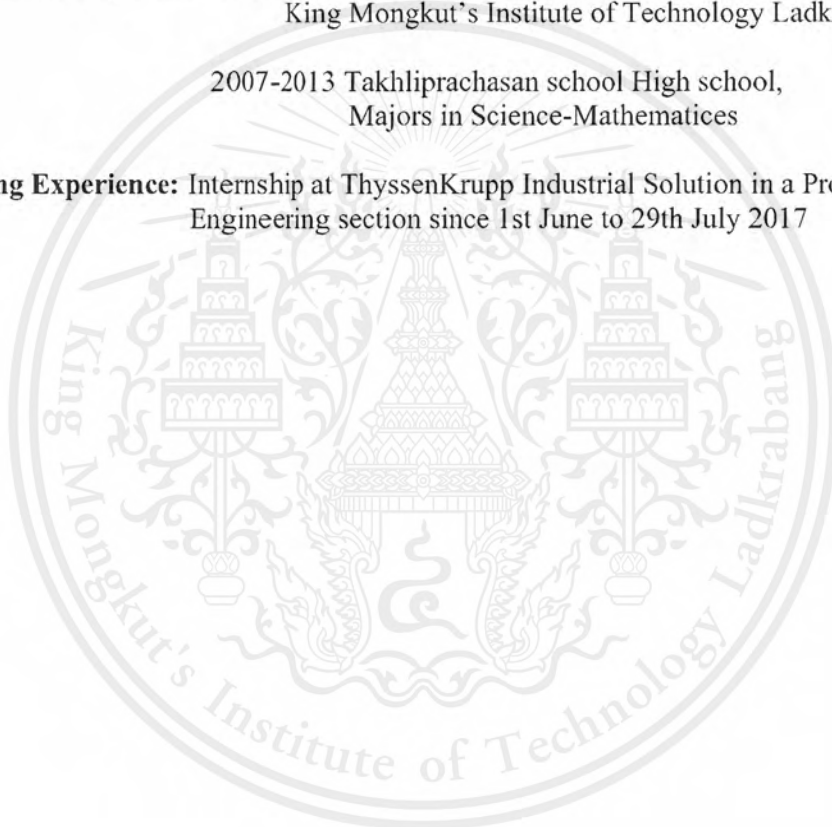 King Mongkut's Institute of Technology
2007-2013 Takhliprachasan school High school,
Majors in Science-Mathematices
Experience: Internship at ThyssenKrupp Industrial Solution in a
Engineering section since 1st June to 29th July 2017
King Mongkut's Institute of Technology Ladkrabang